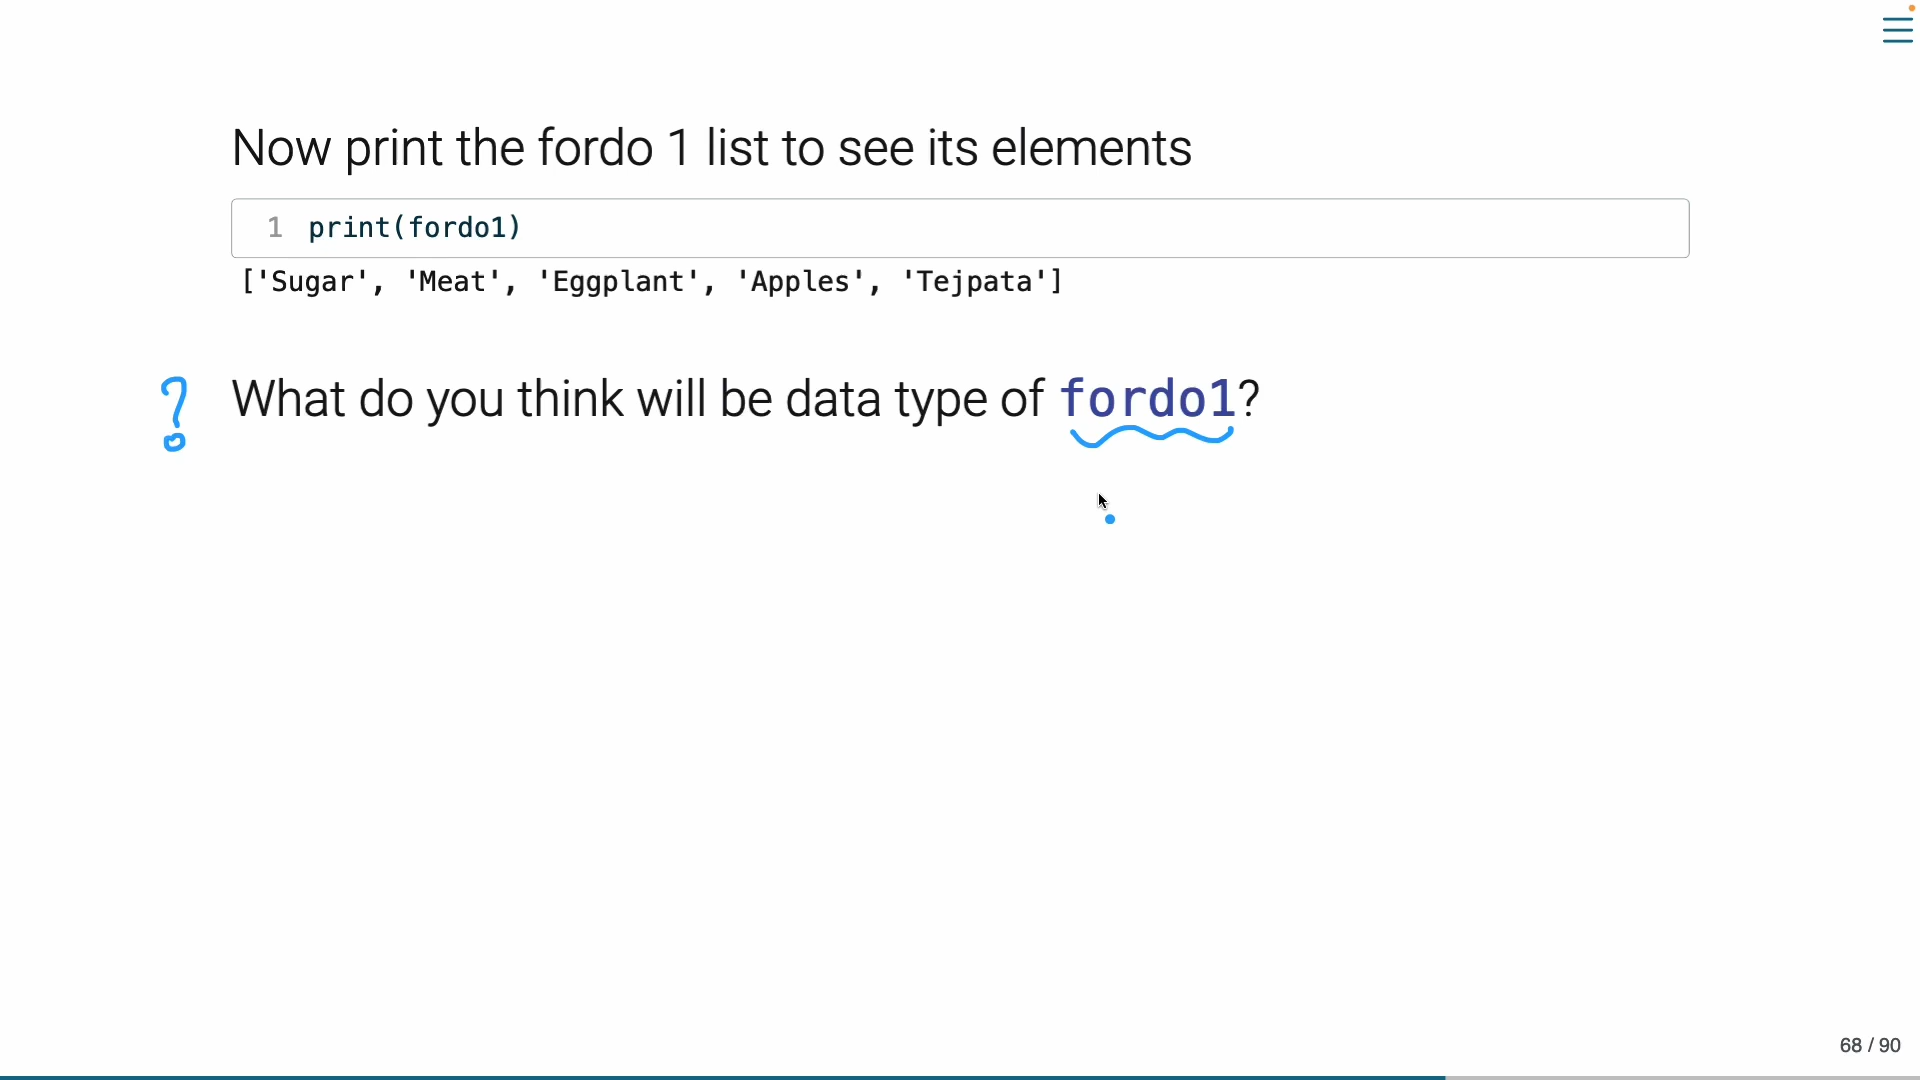 Now print the fordo 1 list to see its elements
1 print(fordo1)
['Sugar', 'Meat', 'Eggplant', 'Apples', 'Tejpata']
? What do you think will be data type of fordo1?
68 / 90